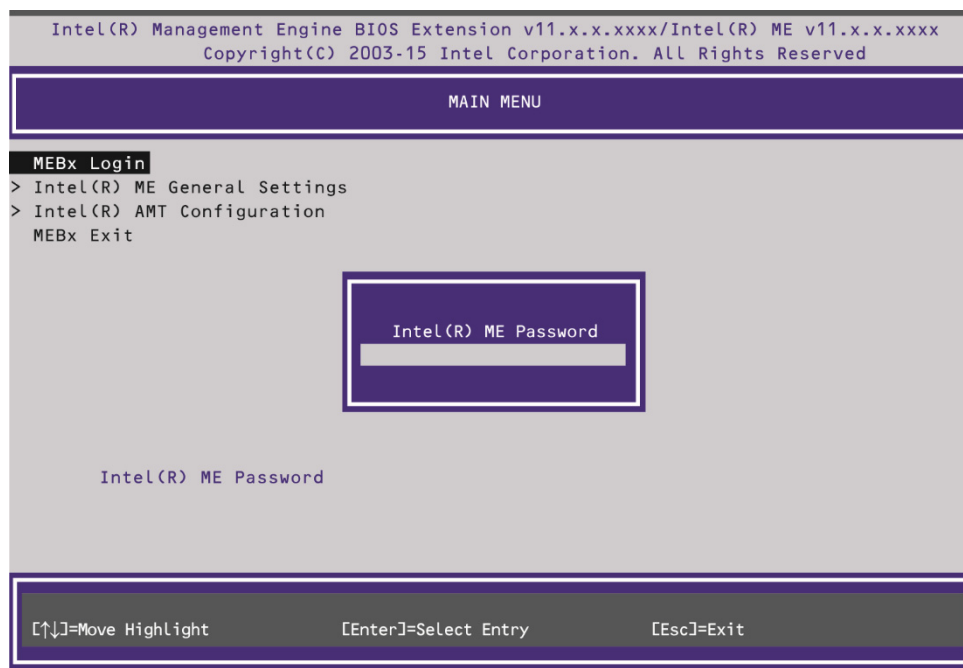 Intel(R) Management Engine BIOS Extension v11.x.x.xxxx/Intel(R) ME v11.x.x.xxxx
Copyright(C) 2003-15 Intel Corporation. All Rights Reserved
MAIN MENU
MEBx Login
> Intel(R) ME General Settings
> Intel(R) AMT Configuration
MEBx Exit
Intel(R) ME Password
Intel(R) ME Password
[↑↓]=Move Highlight [Enter]=Select Entry [Esc]=Exit